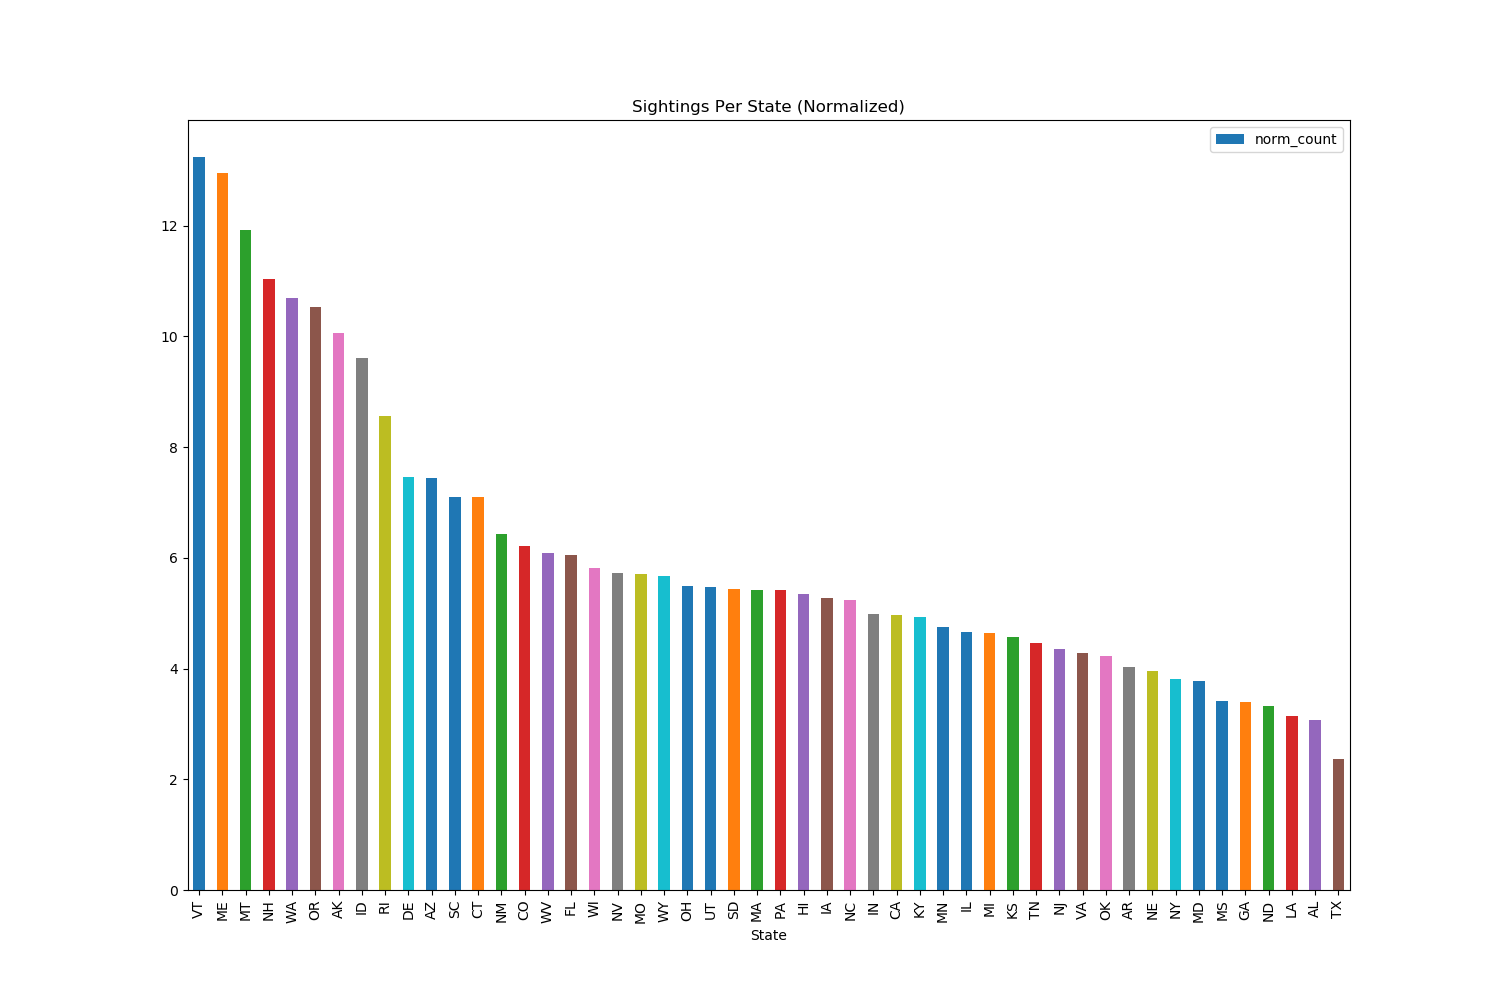 Sightings Per State (Normalized)
norm_count
12
10
8
6
4
2
0
VT ME MT NH WA OR AK ID RI DE AZ SC CT NM CO WV FL WI NV MO WY OH UT SD MA PA HI IA NC IN CA KY MN IL MI KS TN NJ VA OK AR NE NY MD MS GA ND LA AL TX
State